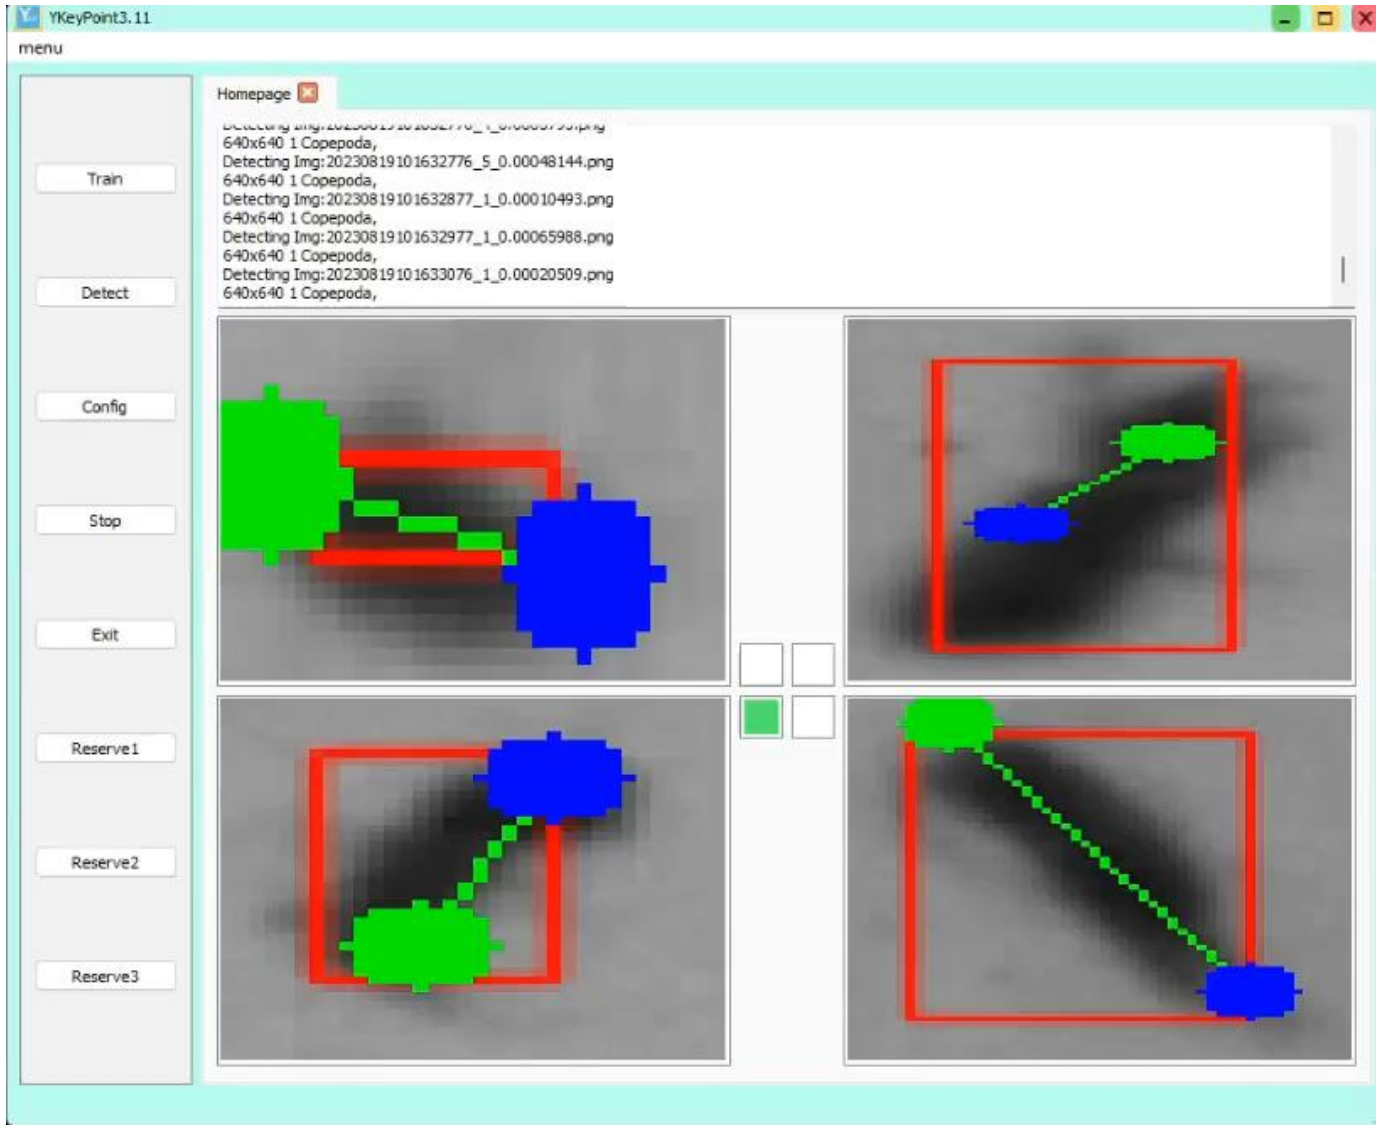 YKeyPoint3.11
menu
Train
Detect
Config
Stop
Exit
Reserve1
Reserve2
Reserve3
Homepage
640x640 1 Copepoda,
Detecting Img:20230819101632776_5_0.00048144.png
640x640 1 Copepoda,
Detecting Img:20230819101632877_1_0.00010493.png
640x640 1 Copepoda,
Detecting Img:20230819101632977_1_0.00065988.png
640x640 1 Copepoda,
Detecting Img:20230819101633076_1_0.00020509.png
640x640 1 Copepoda,